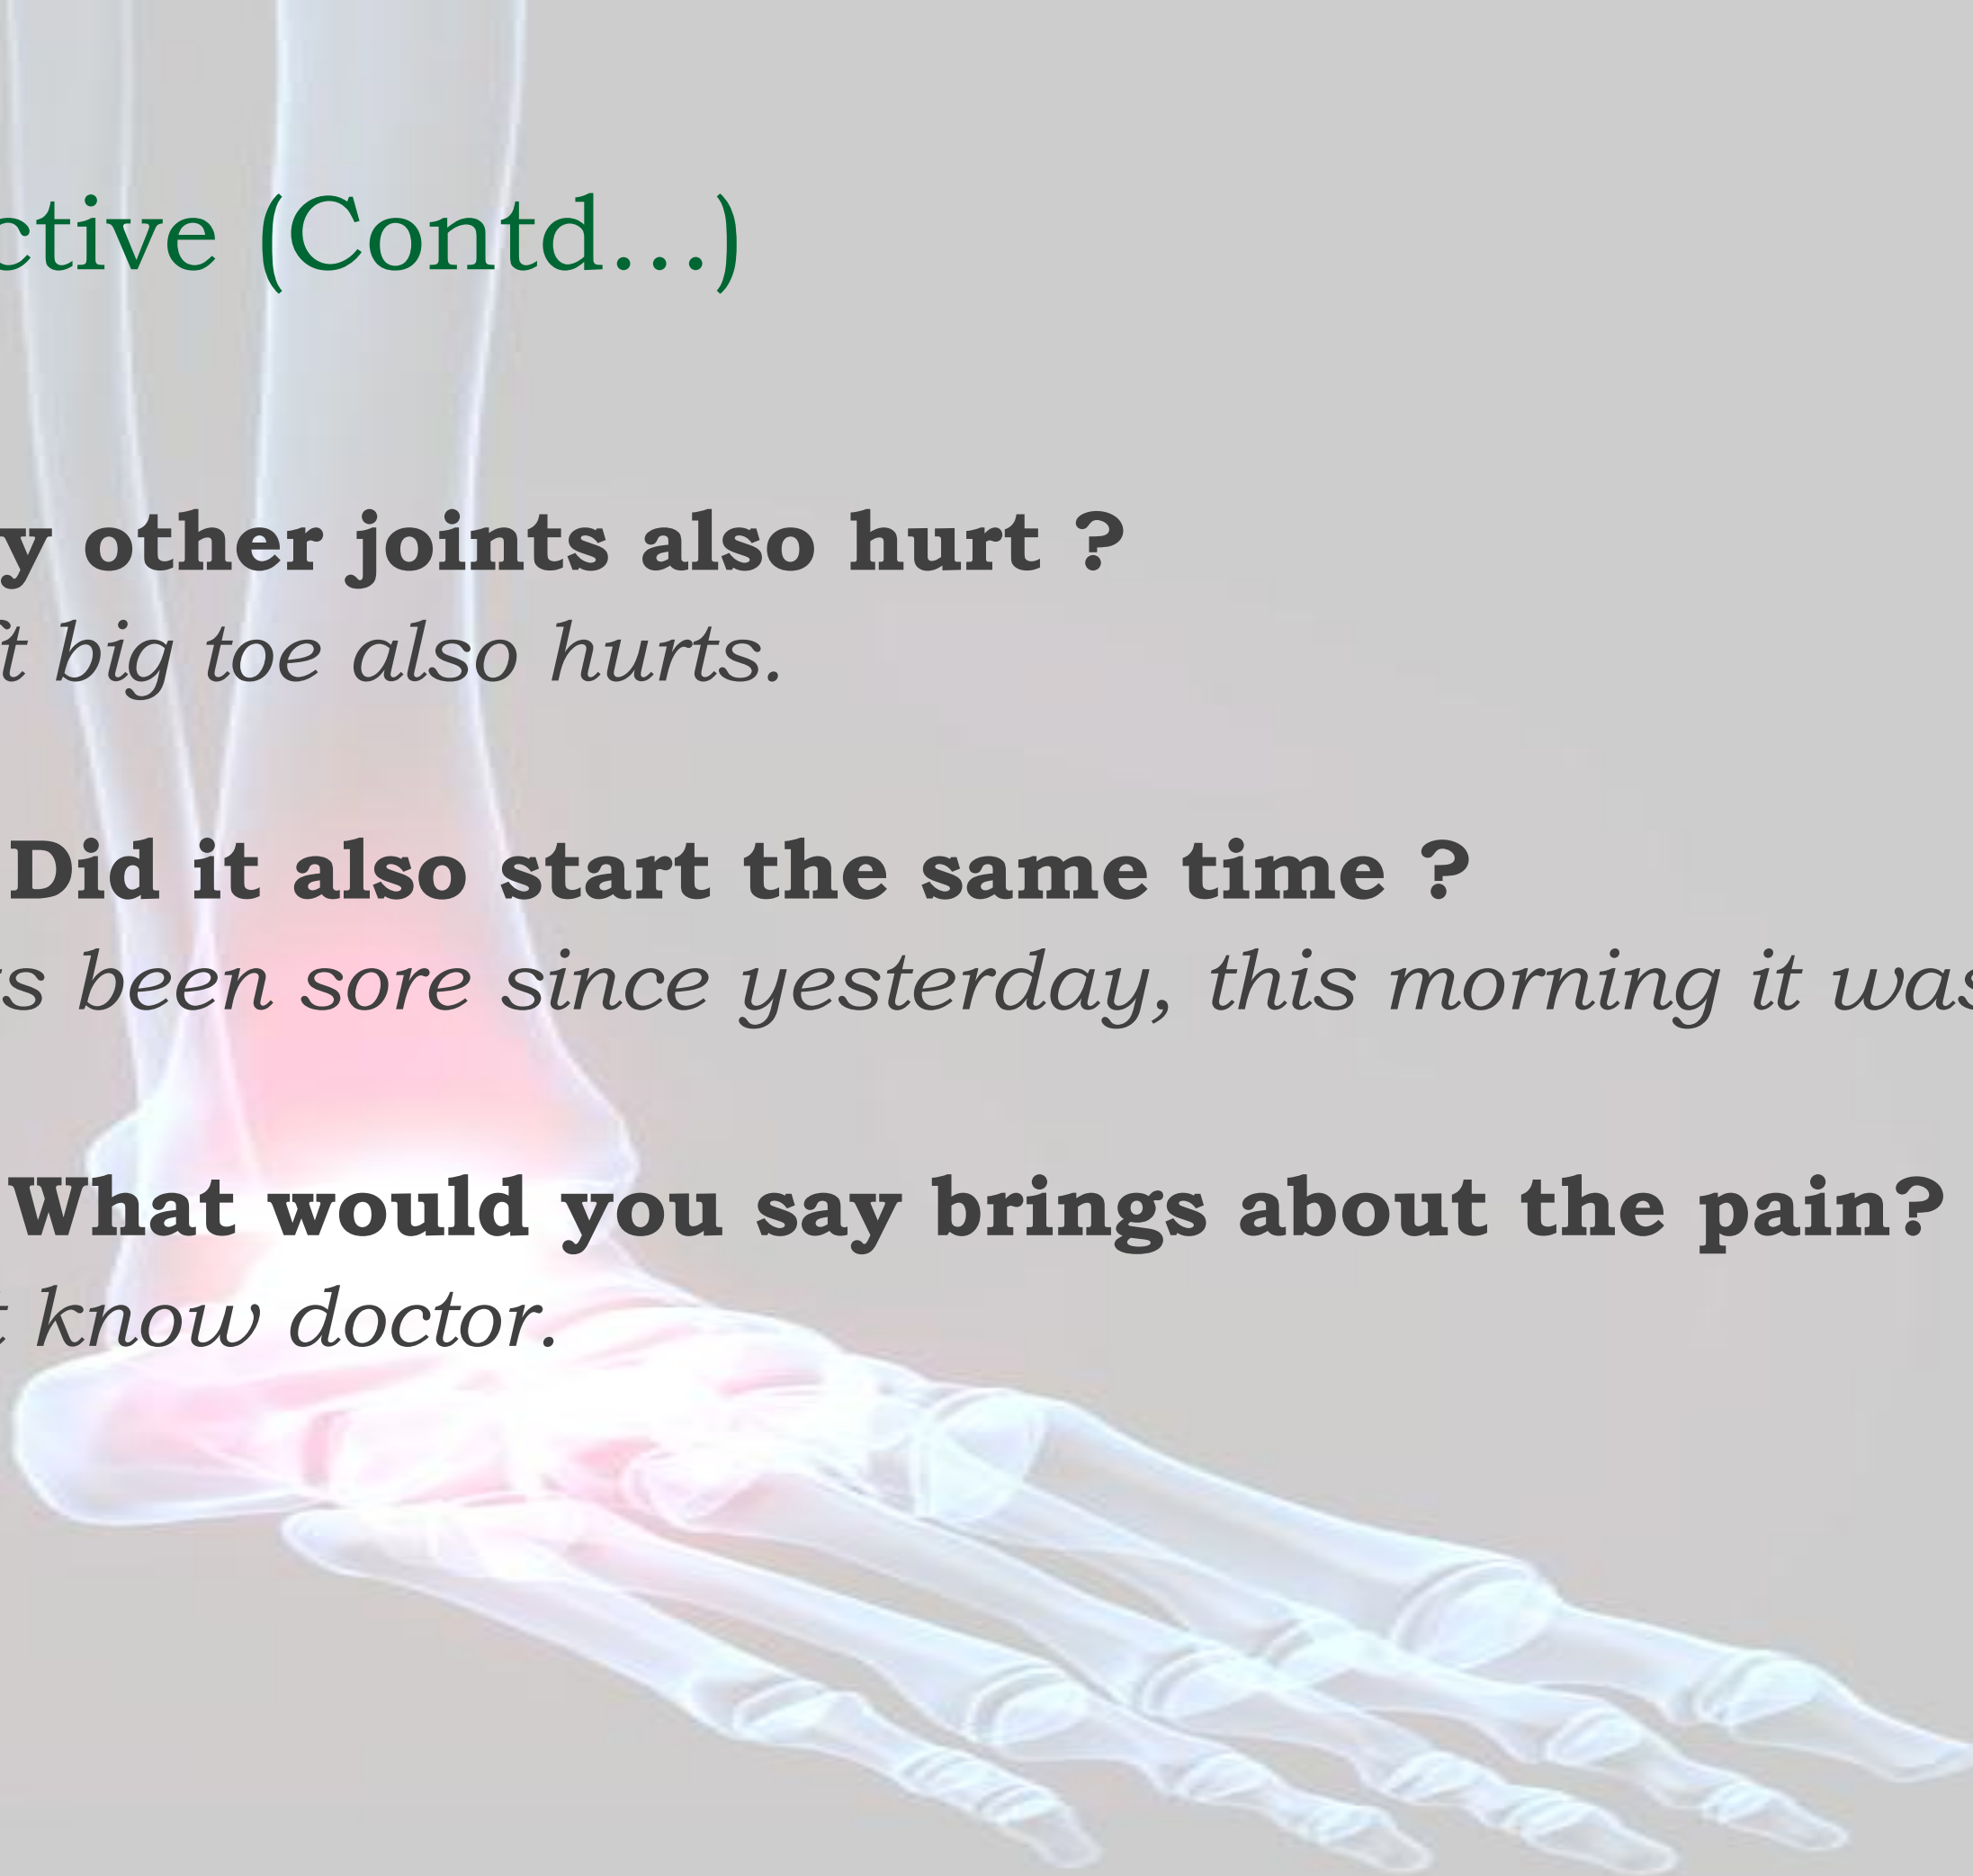 ctive (Contd...)
y other joints also hurt ?
t big toe also hurts.
Did it also start the same time ?
s been sore since yesterday, this morning it was
What would you say brings about the pain?
t know doctor.